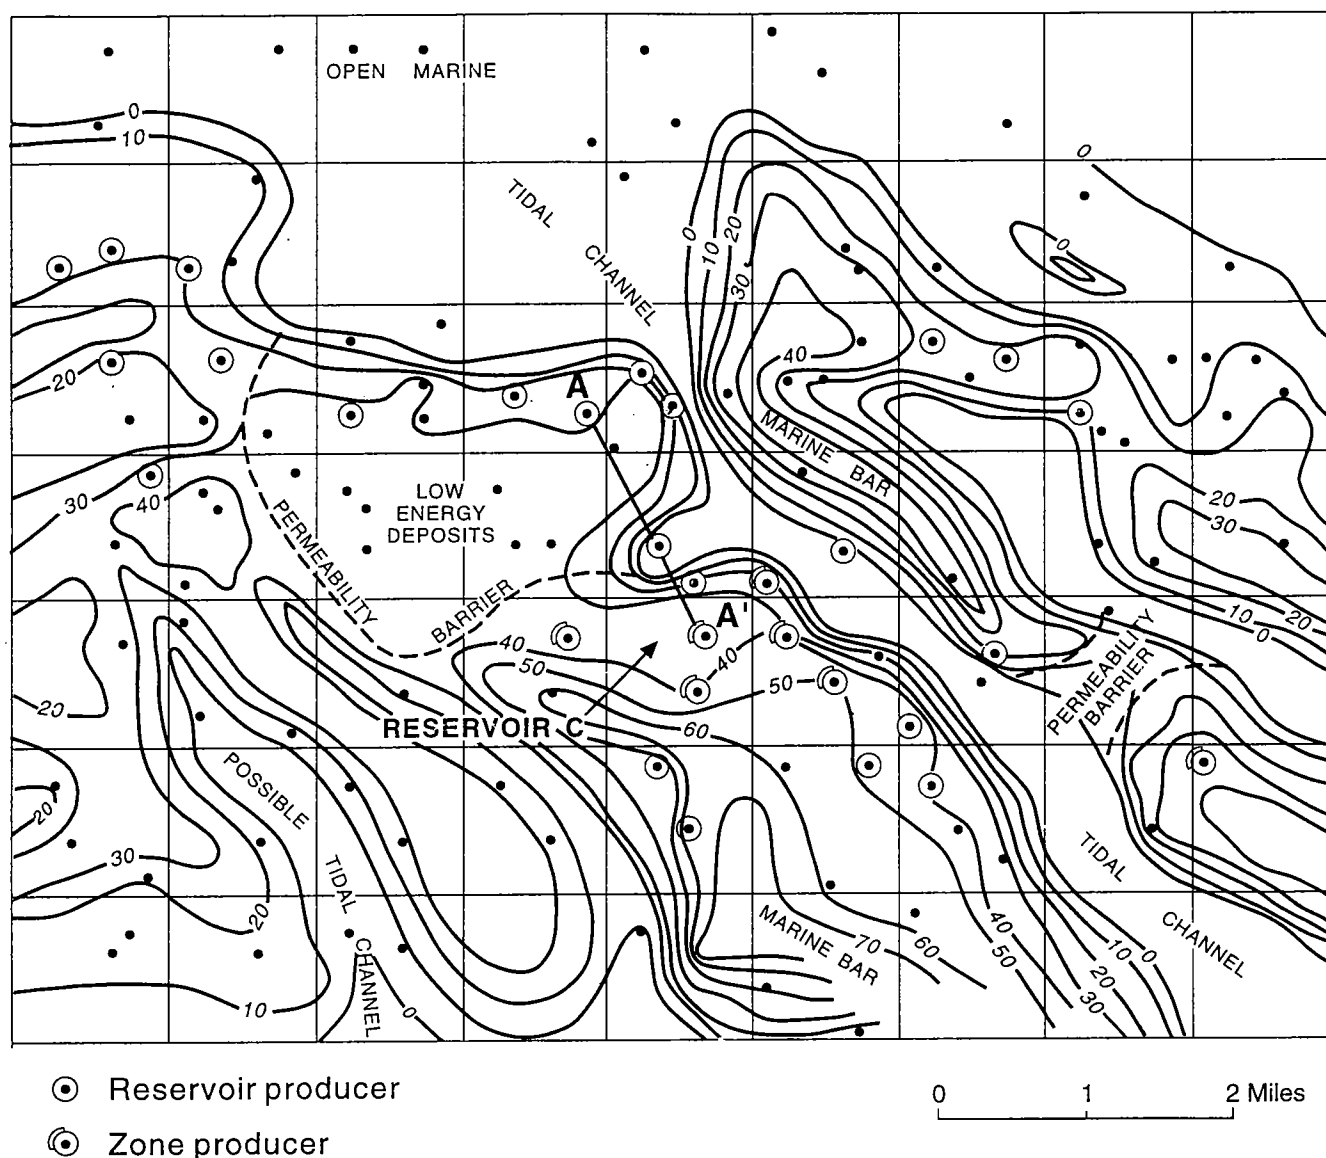 OPEN MARINE
0
10
TIDAL
CHANNEL
0
10
20
30
0
0
20
30
40
A
40
MARINE BAR
LOW
ENERGY
DEPOSITS
PERMEABILITY
BARRIER
20
30
10
20
0
A'
40
50
40
50
60
RESERVOIR C
PERMEABILITY
BARRIER
20
20
30
POSSIBLE
TIDAL
CHANNEL
20
10
0
MARINE BAR
70
60
50
40
30
20
10
0
TIDAL
CHANNEL
Reservoir producer
Zone producer
0 1 2 Miles